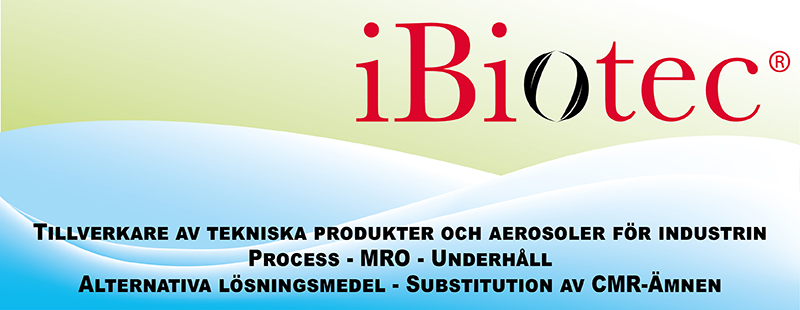 iBiotec®
Tillverkare av tekniska produkter och aerosoler för industrin
Process - MRO - Underhåll
Alternativa lösningsmedel - Substitution av CMR-Ämnen